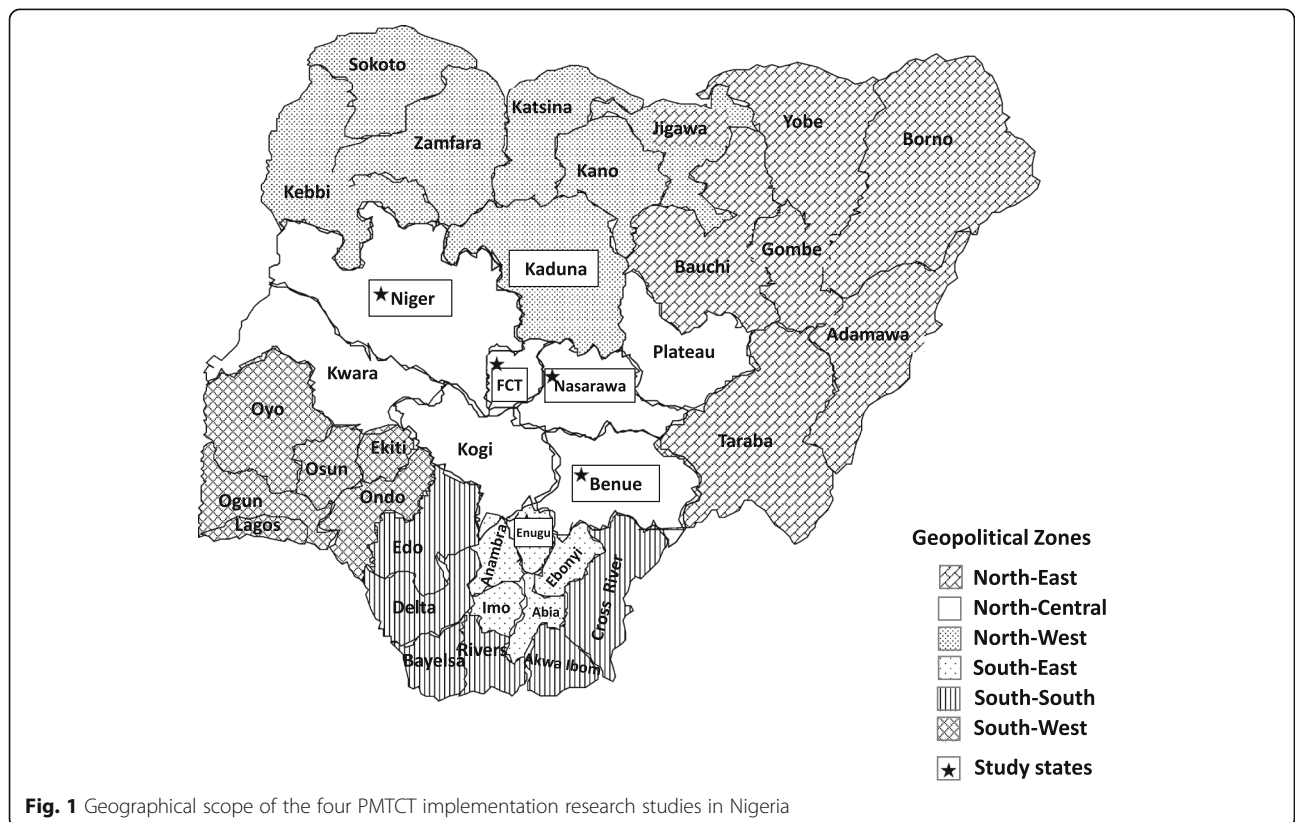 Sokoto
Katsina
Zamfara
Jigawa
Yobe
Borno
Kano
Kebbi
Kaduna
Bauchi
Gombe
Niger
Adamawa
Plateau
Kwara
FCT
Nasarawa
Oyo
Kogi
Taraba
Ekiti
Osun
Benue
Ondo
Ogun
Lagos
Edo
Anambra
Enugu
Ebonyi
Cross River
Delta
Imo
Abia
Bayelsa
Rivers
Akwa Ibom
Geopolitical Zones
North-East
North-Central
North-West
South-East
South-South
South-West
Study states
Fig. 1 Geographical scope of the four PMTCT implementation research studies in Nigeria